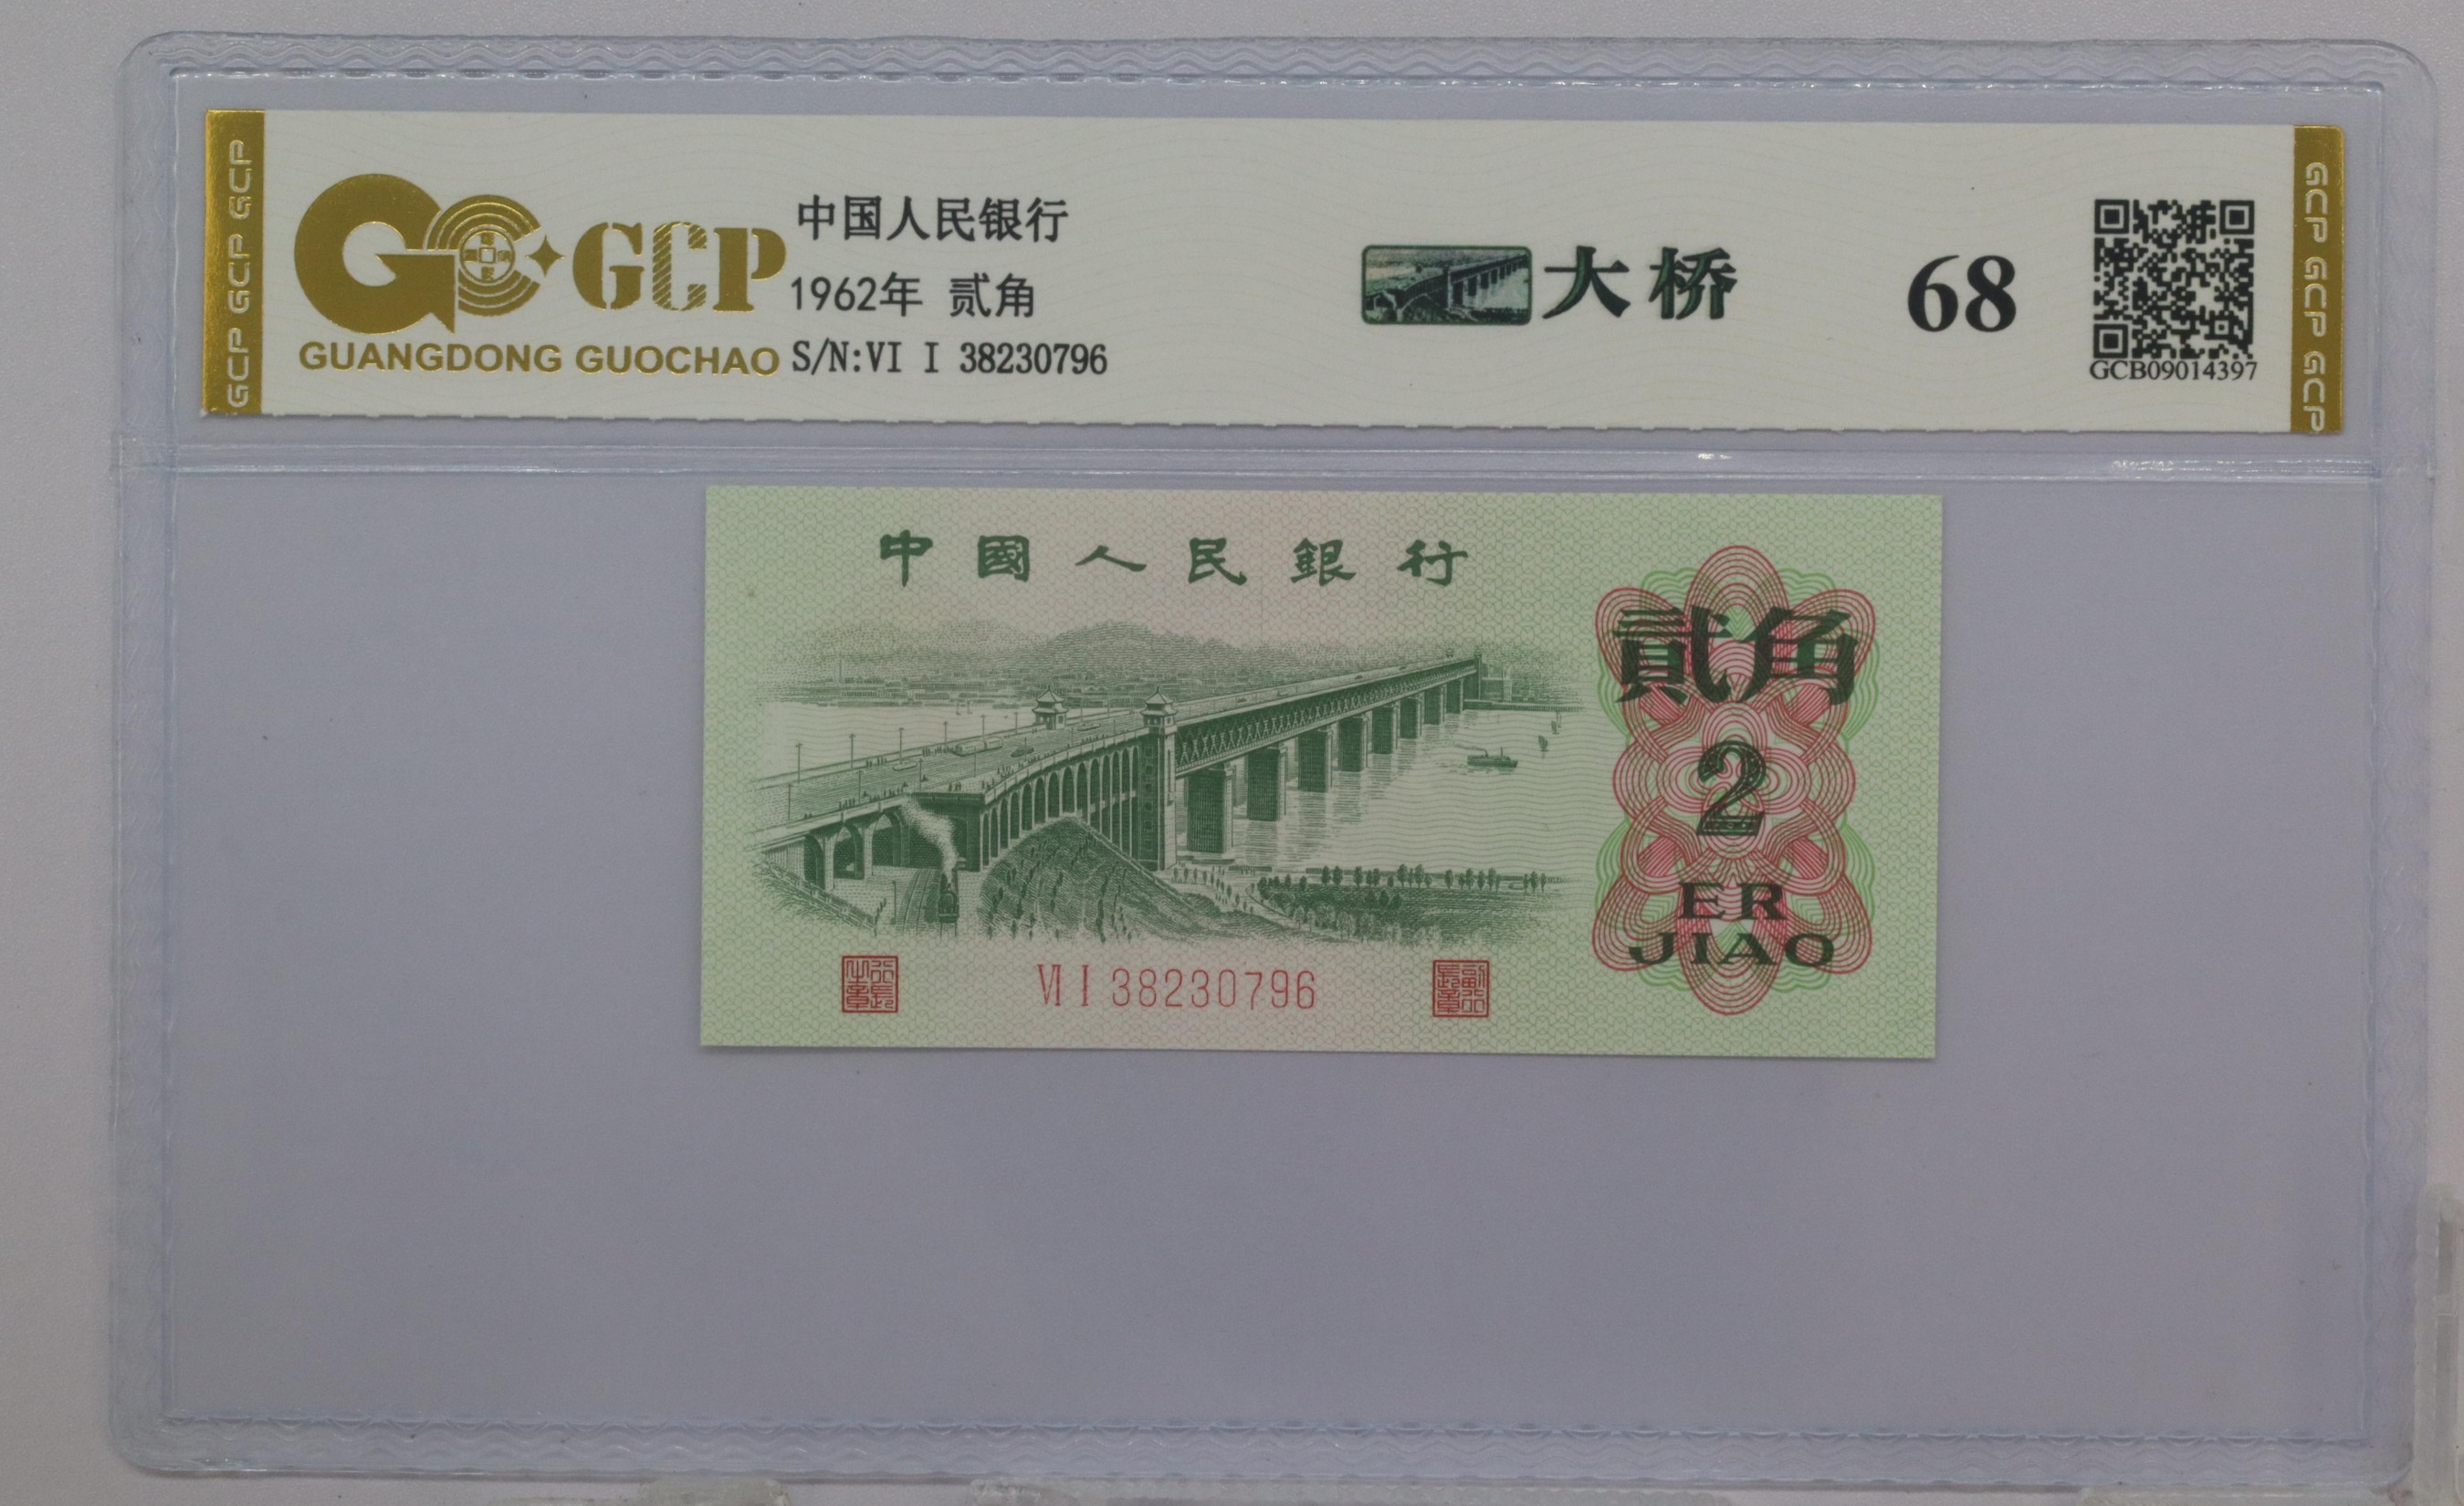 GCP GCP GCP
GCP
GUANGDONG GUOCHAO
中国人民银行
1962年 贰角
S/N:VI I 38230796
大桥
68
GCB09014397
GCP GCP GCP
中國人民銀行
貳角
2
ER
JIAO
VI I 38230796